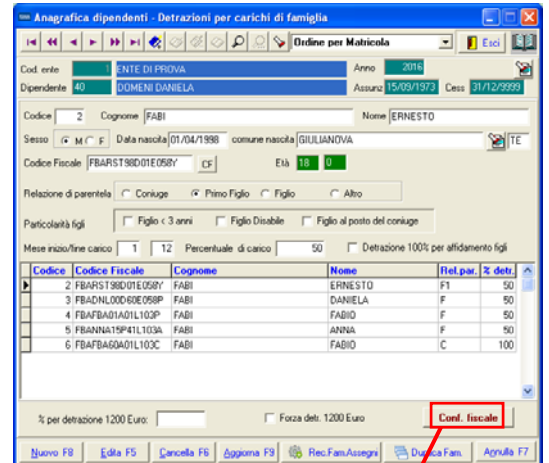 Anagrafica dipendenti - Detrazioni per carichi di famiglia
Ordine per Matricola Esci
Cod. ente 1 ENTE DI PROVA Anno 2016
Dipendente 40 DOMENI DANIELA Assunz 15/09/1973 Cess 31/12/9999
Codice 2 Cognome FABI Nome ERNESTO
Sesso M F Data nascita 01/04/1998 comune nascita GIULIANOVA TE
Codice Fiscale FBARST98D01E058Y CF Età 18 0
Relazione di parentela Coniuge Primo Figlio Figlio Altro
Particolarità figli Figlio < 3 anni Figlio Disabile Figlio al posto del coniuge
Mese inizio/fine carico 1 12 Percentuale di carico 50 Detrazione 100% per affidamento figli
Codice Codice Fiscale Cognome Nome Rel.par. % detr.
2 FBARST98D01E058Y FABI ERNESTO F1 50
3 FBADNL00D60E058P FABI DANIELA F 50
4 FBAFBA01A01L103P FABI FABIO F 50
5 FBANNA15P41L103A FABI ANNA F 50
6 FBAFBA60A01L103C FABI FABIO C 100
% per detrazione 1200 Euro: Forza detr. 1200 Euro Conf. fiscale
Nuovo F8 Edita F5 Cancella F6 Aggiorna F9 Rec.Fam.Assegni Duplica Fam. Annulla F7